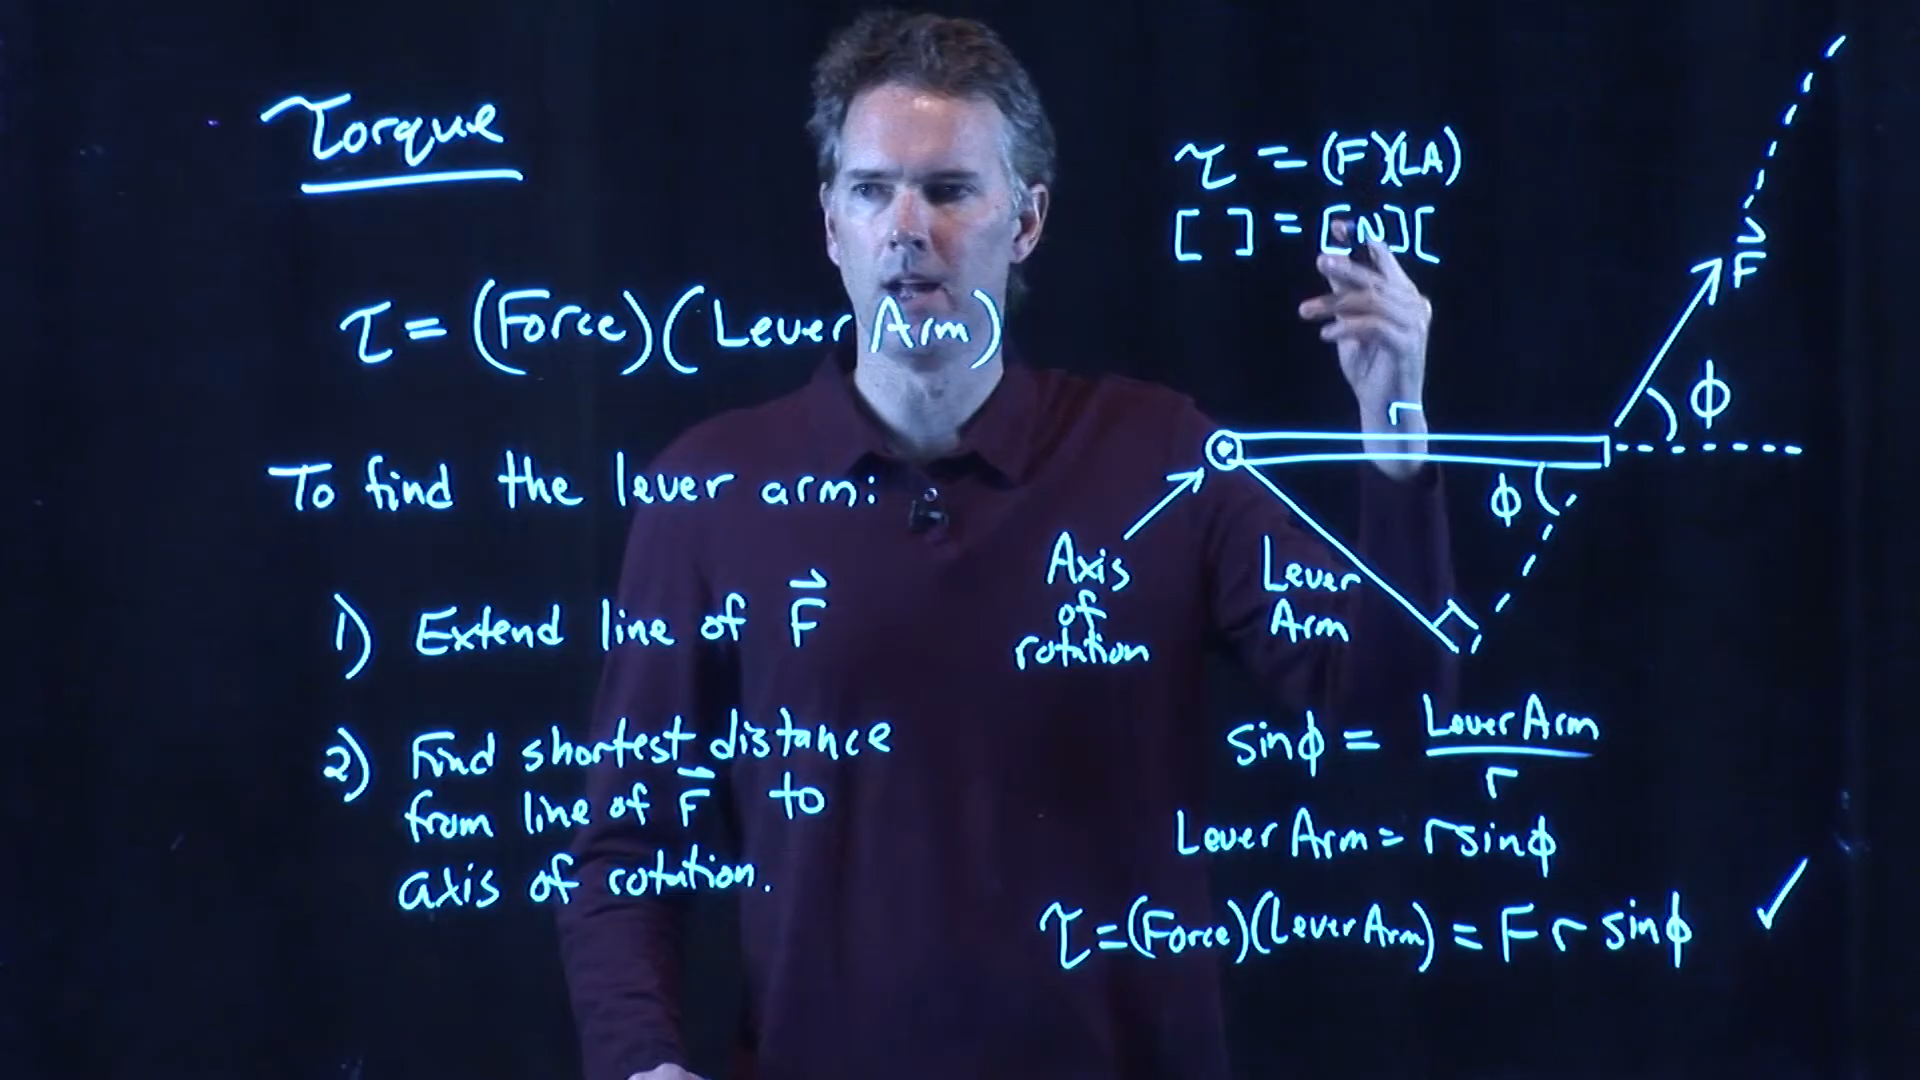 Torque
τ = (Force)(Lever Arm)
To find the lever arm:
1) Extend line of F⃗
2) Find shortest distance
from line of F⃗ to
axis of rotation.
τ = (F)(LA)
[ ] = [N][
F⃗
ϕ
r
ϕ
Axis
of
rotation
Lever
Arm
sinϕ = Lever Arm / r
Lever Arm = r sinϕ
τ = (Force)(Lever Arm) = F r sinϕ ✓